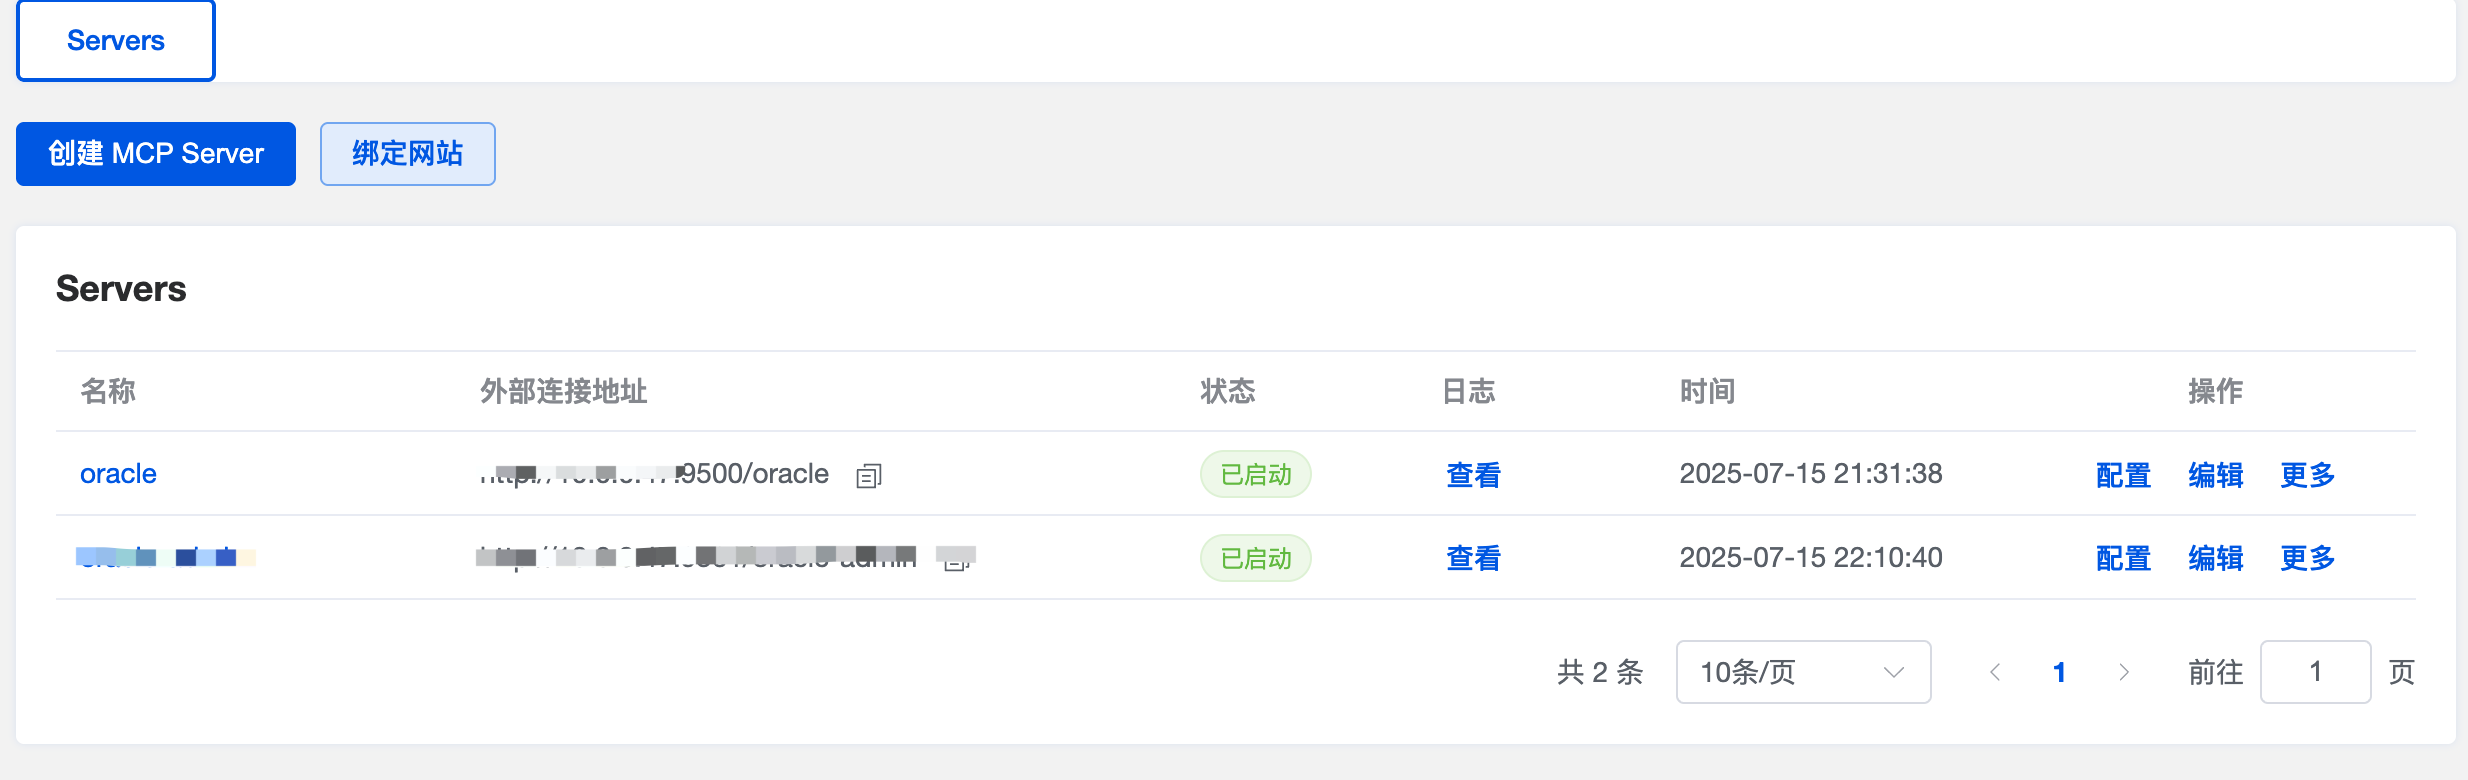 Servers
创建 MCP Server 绑定网站
Servers
名称 外部连接地址 状态 日志 时间 操作
oracle 9500/oracle 已启动 查看 2025-07-15 21:31:38 配置 编辑 更多
已启动 查看 2025-07-15 22:10:40 配置 编辑 更多
共 2 条 10条/页 1 前往 1 页